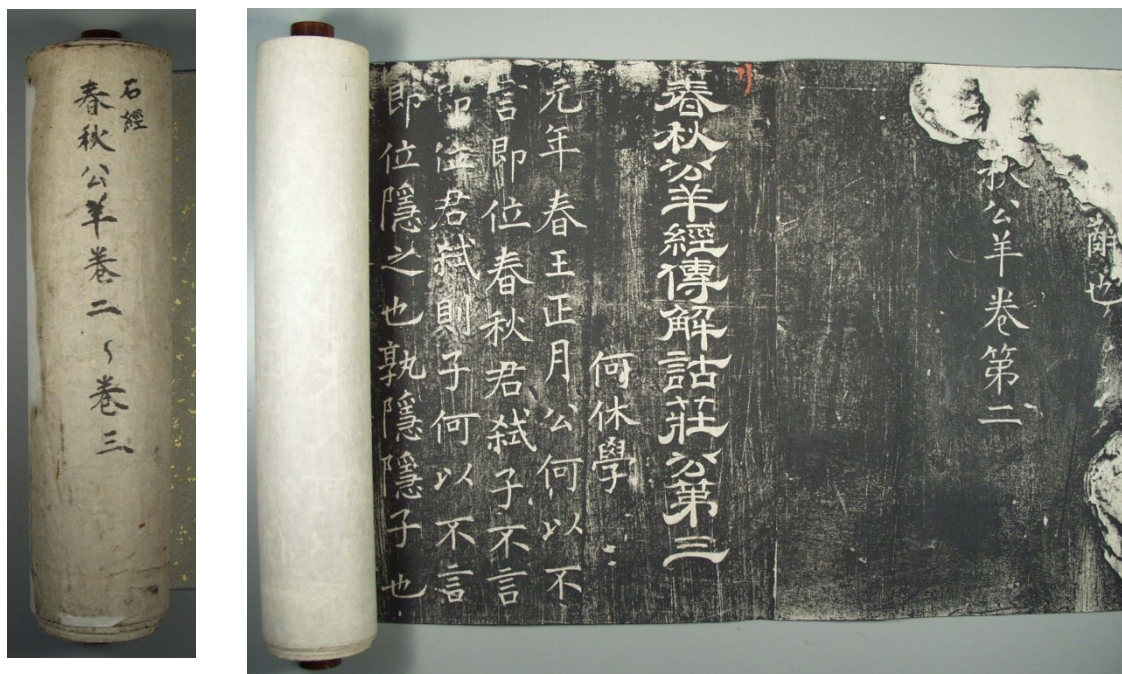 石經
春秋公羊卷二〜卷三
也
秋公羊卷第二
春秋公羊經傳解詁莊公第三
何休學
元年春王正月公何以不
言即位春秋君弒子不言
即位君弒則子何以不言
即位隱之也孰隱隱子也